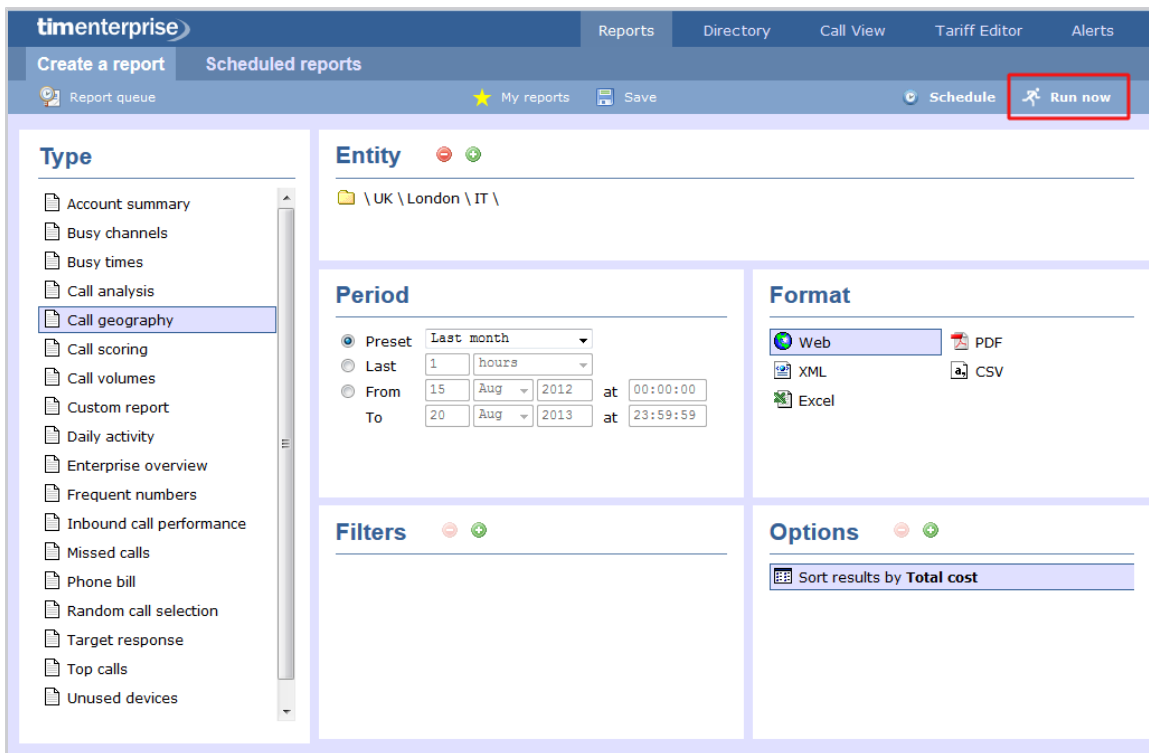 timenterprise
Reports Directory Call View Tariff Editor Alerts
Create a report Scheduled reports
Report queue My reports Save Schedule Run now
Type
Account summary
Busy channels
Busy times
Call analysis
Call geography
Call scoring
Call volumes
Custom report
Daily activity
Enterprise overview
Frequent numbers
Inbound call performance
Missed calls
Phone bill
Random call selection
Target response
Top calls
Unused devices
Entity
\ UK \ London \ IT \
Period
Preset Last month
Last 1 hours
From 15 Aug 2012 at 00:00:00
To 20 Aug 2013 at 23:59:59
Format
Web PDF
XML CSV
Excel
Filters
Options
Sort results by Total cost